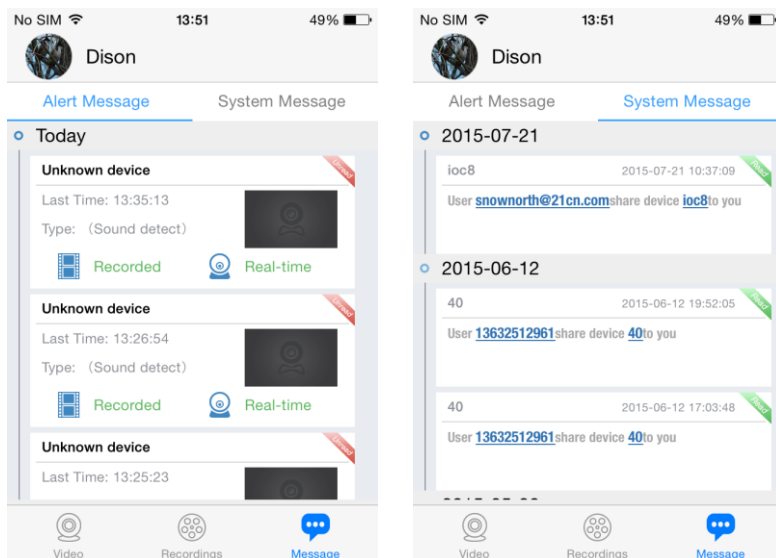 No SIM 13:51 49%
Dison
Alert Message System Message
Today
Unknown device Unread
Last Time: 13:35:13
Type: （Sound detect）
Recorded Real-time
Unknown device Unread
Last Time: 13:26:54
Type: （Sound detect）
Recorded Real-time
Unknown device Unread
Last Time: 13:25:23
Video Recordings Message
No SIM 13:51 49%
Dison
Alert Message System Message
2015-07-21
ioc8 2015-07-21 10:37:09 Read
User snownorth@21cn.comshare device ioc8to you
2015-06-12
40 2015-06-12 19:52:05 Read
User 13632512961share device 40to you
40 2015-06-12 17:03:48 Read
User 13632512961share device 40to you
Video Recordings Message